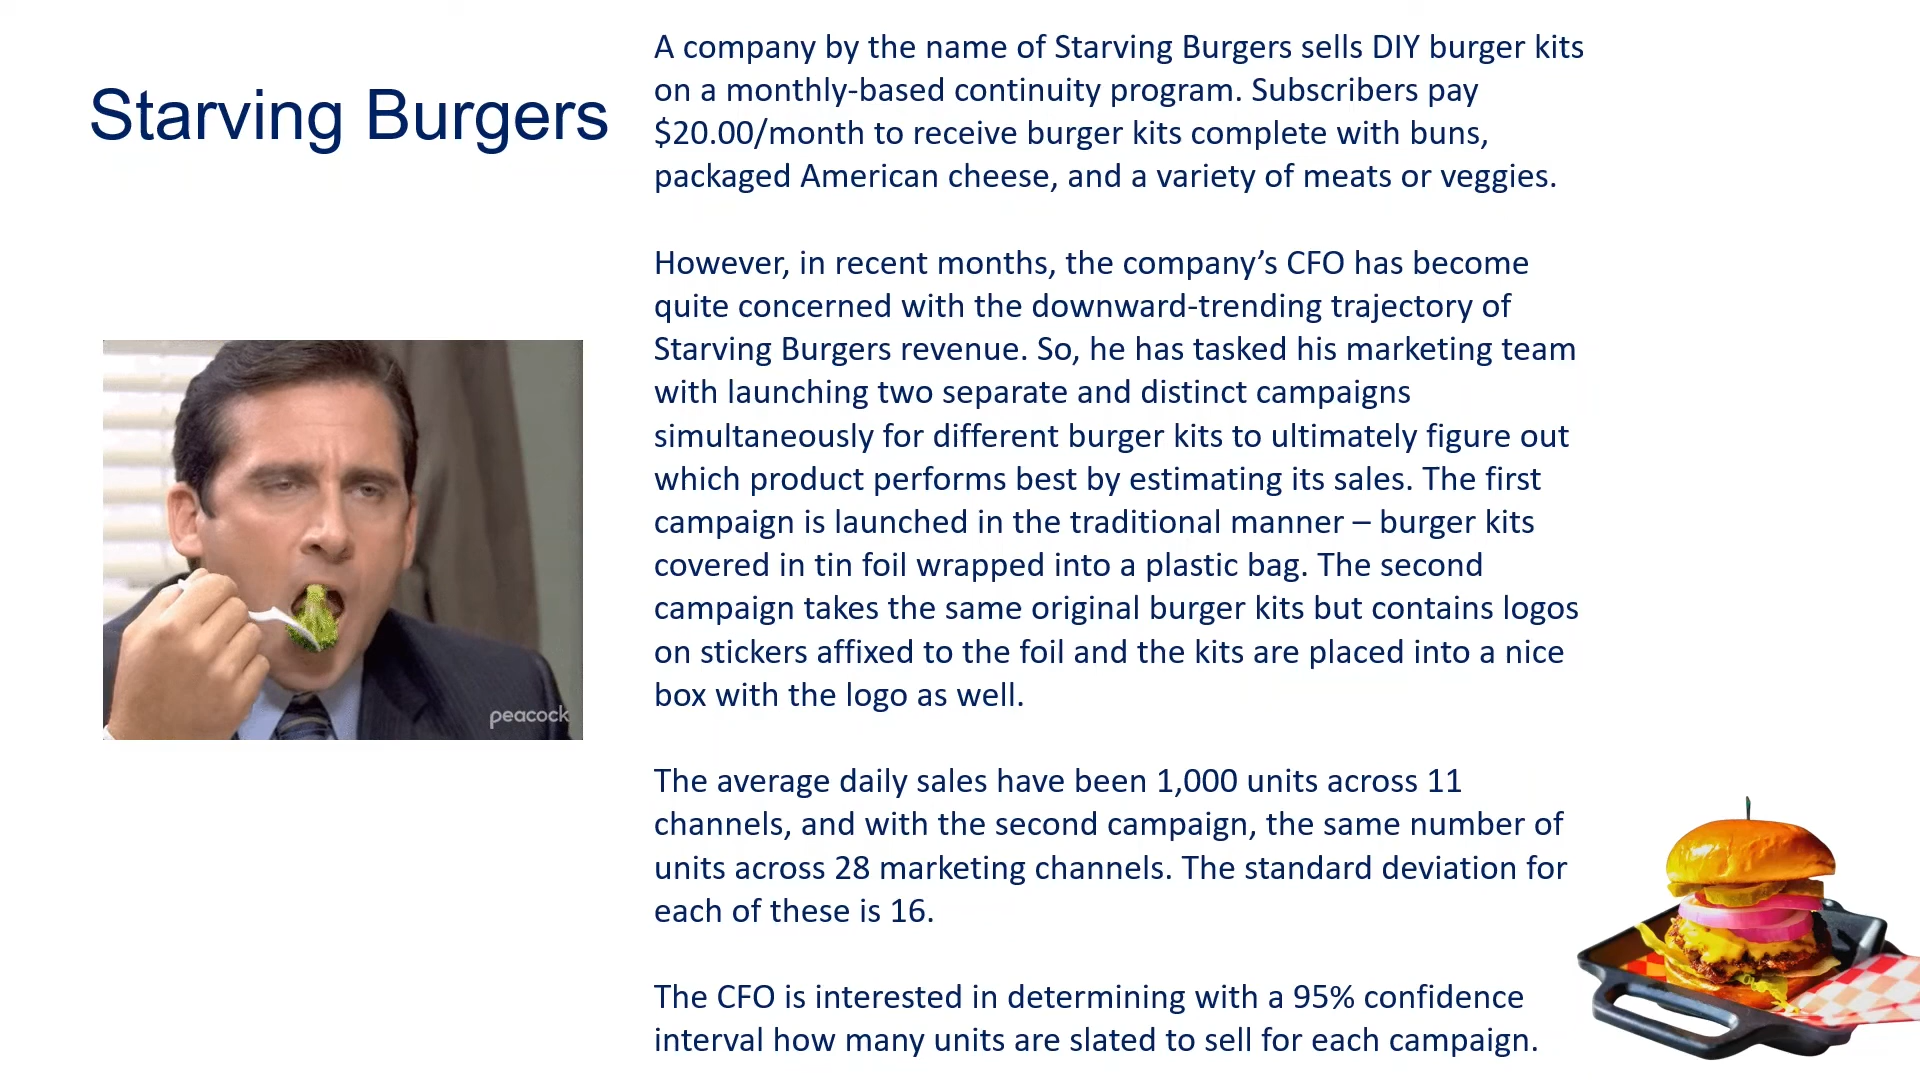 Starving Burgers
A company by the name of Starving Burgers sells DIY burger kits
on a monthly-based continuity program. Subscribers pay
$20.00/month to receive burger kits complete with buns,
packaged American cheese, and a variety of meats or veggies.
However, in recent months, the company’s CFO has become
quite concerned with the downward-trending trajectory of
Starving Burgers revenue. So, he has tasked his marketing team
with launching two separate and distinct campaigns
simultaneously for different burger kits to ultimately figure out
which product performs best by estimating its sales. The first
campaign is launched in the traditional manner – burger kits
covered in tin foil wrapped into a plastic bag. The second
campaign takes the same original burger kits but contains logos
on stickers affixed to the foil and the kits are placed into a nice
box with the logo as well.
The average daily sales have been 1,000 units across 11
channels, and with the second campaign, the same number of
units across 28 marketing channels. The standard deviation for
each of these is 16.
The CFO is interested in determining with a 95% confidence
interval how many units are slated to sell for each campaign.
peacock